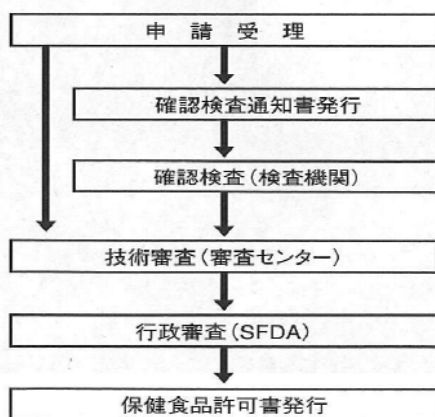 申請受理
確認検査通知書発行
確認検査(検査機関)
技術審査(審査センター)
行政審査(SFDA)
保健食品許可書発行